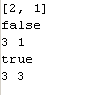 [2, 1]
false
3 1
true
3 3